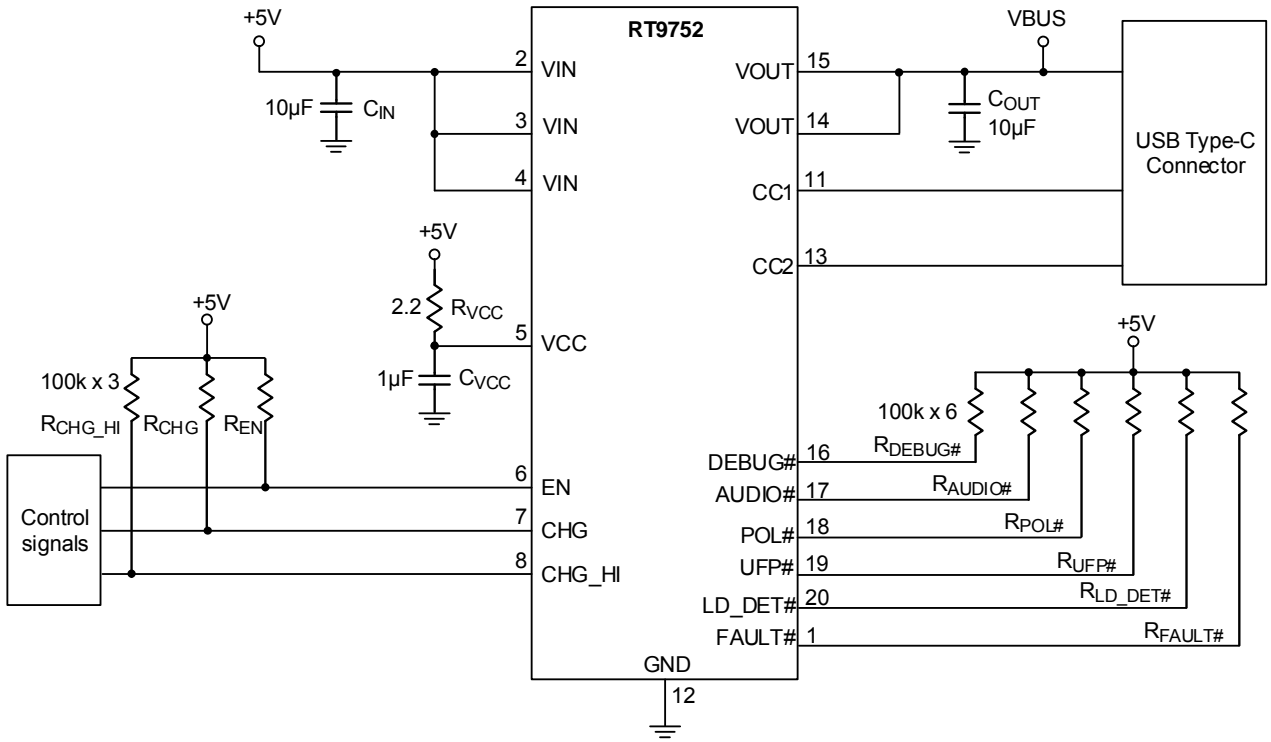 +5V
RT9752
VBUS
2 VIN
VOUT 15
10µF CIN
COUT
10µF
3 VIN
VOUT 14
USB Type-C
Connector
4 VIN
CC1 11
+5V
CC2 13
2.2 RVCC
+5V
5 VCC
+5V
1µF CVCC
100k x 3
RCHG_HI RCHG REN
100k x 6
RDEBUG#
DEBUG# 16
6 EN
RAUDIO#
AUDIO# 17
Control
signals
7 CHG
RPOL#
POL# 18
8 CHG_HI
RUFP#
UFP# 19
RLD_DET#
LD_DET# 20
RFAULT#
FAULT# 1
GND
12